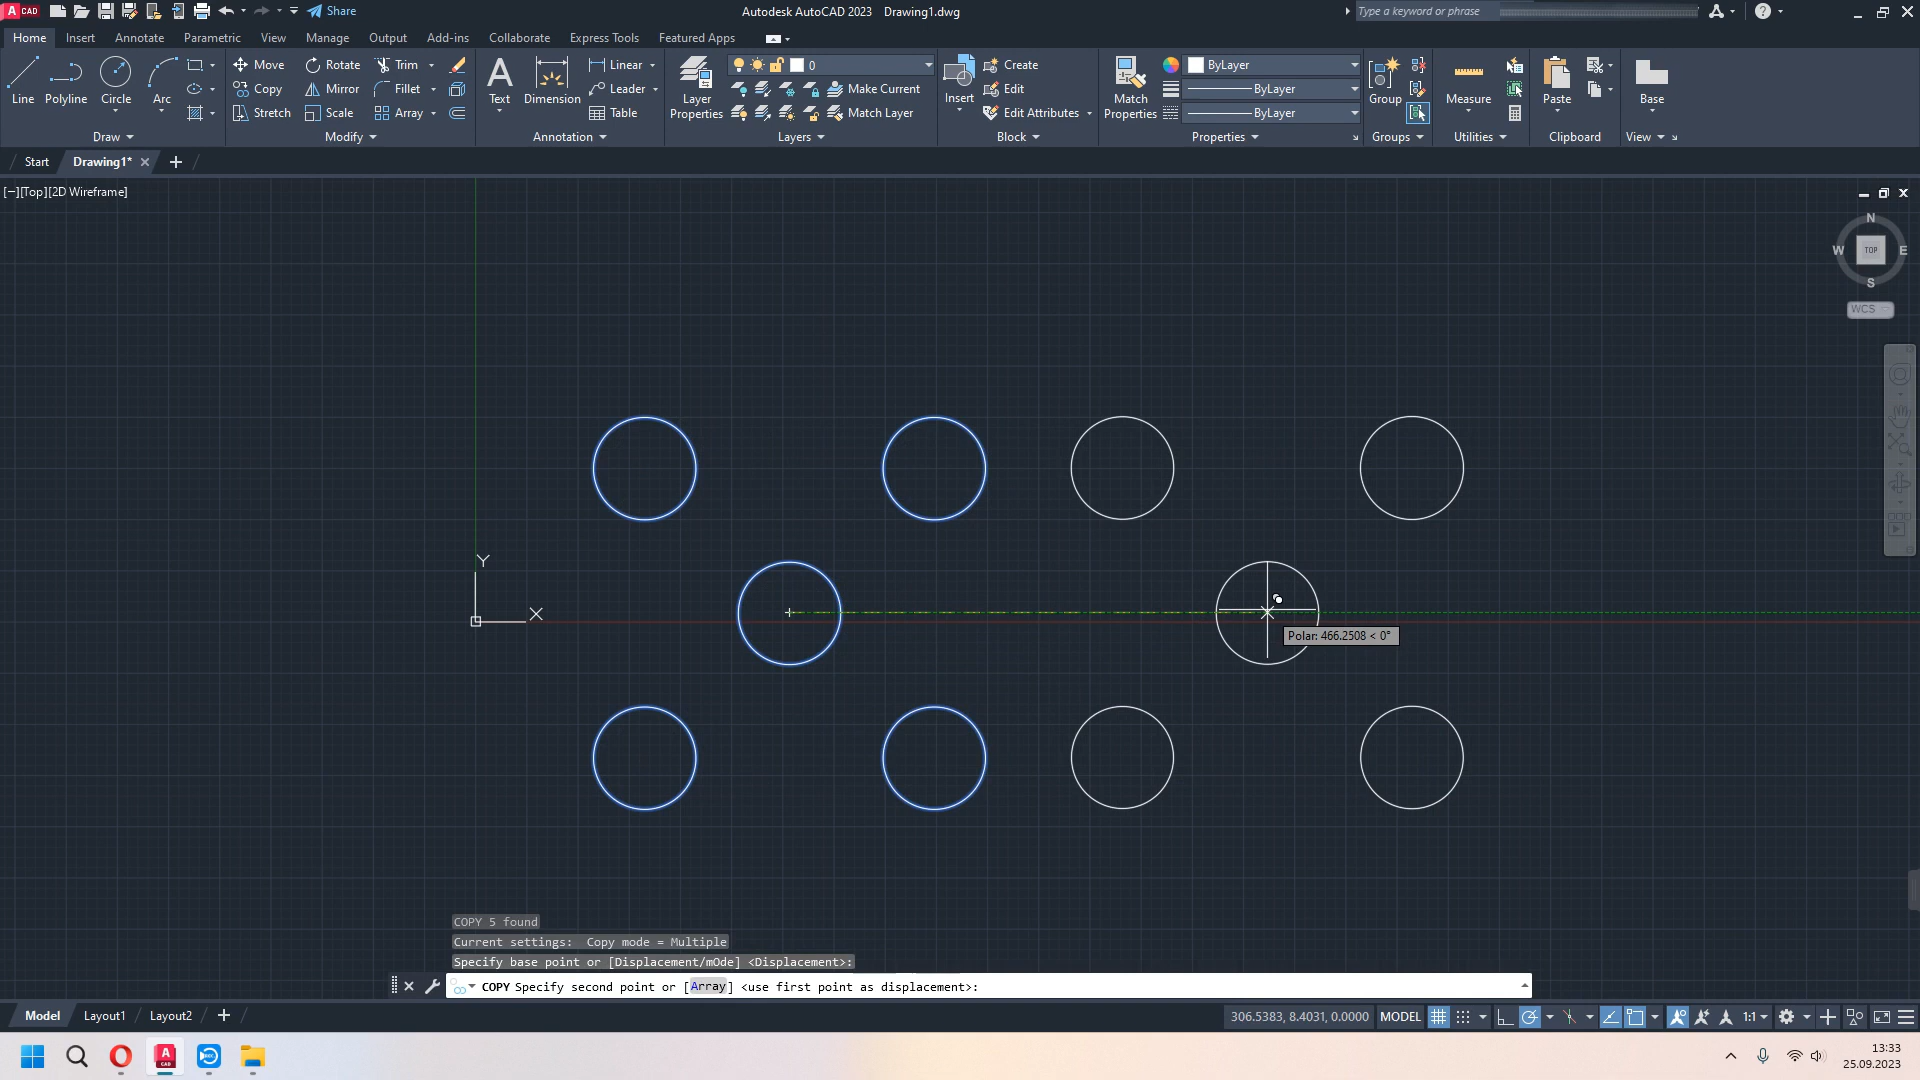 A CAD Share Autodesk AutoCAD 2023 Drawing1.dwg Type a keyword or phrase
Home Insert Annotate Parametric View Manage Output Add-ins Collaborate Express Tools Featured Apps
Line Polyline Circle Arc
Move Rotate Trim
Copy Mirror Fillet
Stretch Scale Array
Text Dimension
Linear
Leader
Table
Layer Properties
0
Make Current
Match Layer
Insert
Create
Edit
Edit Attributes
Match Properties
ByLayer
ByLayer
ByLayer
Group
Measure
Paste
Base
Draw Modify Annotation Layers Block Properties Groups Utilities Clipboard View
Start Drawing1*
[−][Top][2D Wireframe]
N
W TOP E
S
WCS
Y
X
Polar: 466.2508 < 0°
COPY 5 found
Current settings:  Copy mode = Multiple
Specify base point or [Displacement/mOde] <Displacement>:
COPY Specify second point or [Array] <use first point as displacement>:
Model Layout1 Layout2 306.5383, 8.4031, 0.0000 MODEL 1:1
13:33
25.09.2023